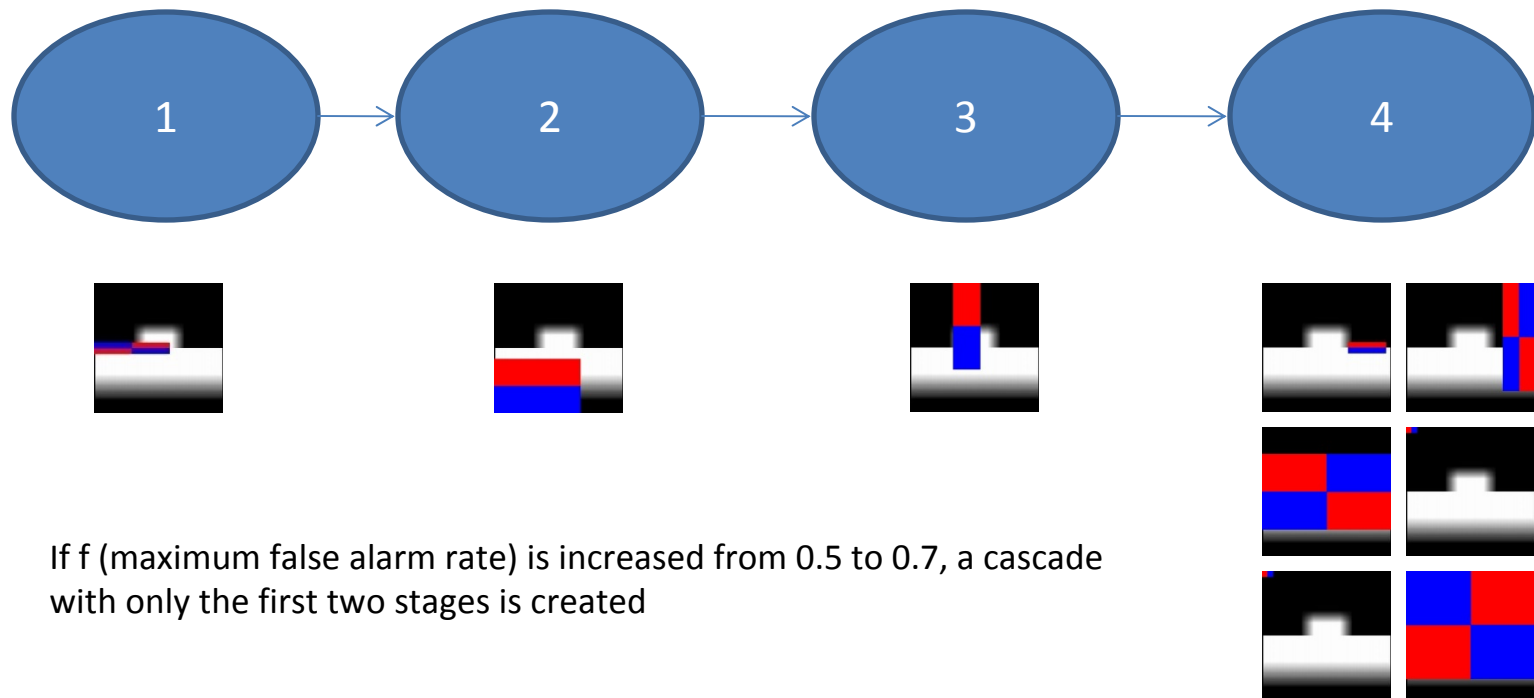 1
2
3
4
If f (maximum false alarm rate) is increased from 0.5 to 0.7, a cascade
with only the first two stages is created